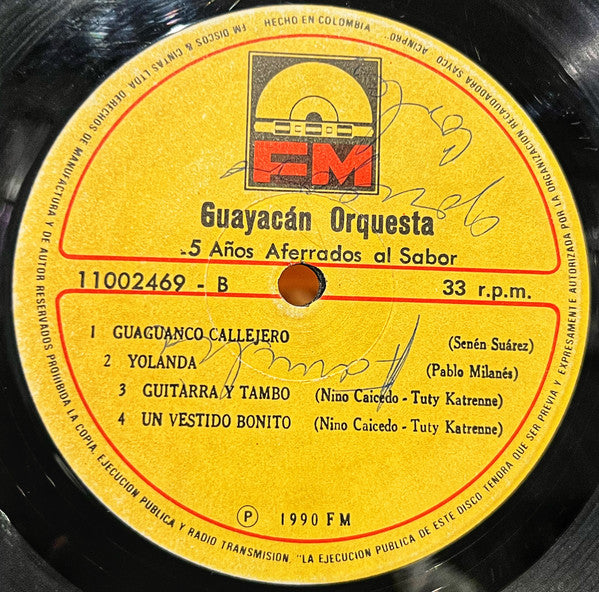 FM DISCOS & CINTAS LTDA. DERECHOS DE MANUFACTURA Y DE AUTOR RESERVADOS PROHIBIDA LA COPIA, EJECUCION PUBLICA Y RADIO TRANSMISION, "LA EJECUCION PUBLICA DE ESTE DISCO TENDRA QUE SER PREVIA Y EXPRESAMENTE AUTORIZADA POR LA ORGANIZACION RECAUDADORA SAYCO ACINPRO"
HECHO EN COLOMBIA
FM
Guayacán Orquesta
5 Años Aferrados al Sabor
11002469 - B 33 r.p.m.
1 GUAGUANCO CALLEJERO (Senén Suárez)
2 YOLANDA (Pablo Milanés)
3 GUITARRA Y TAMBO (Nino Caicedo - Tuty Katrenne)
4 UN VESTIDO BONITO (Nino Caicedo - Tuty Katrenne)
Ⓟ 1990 FM